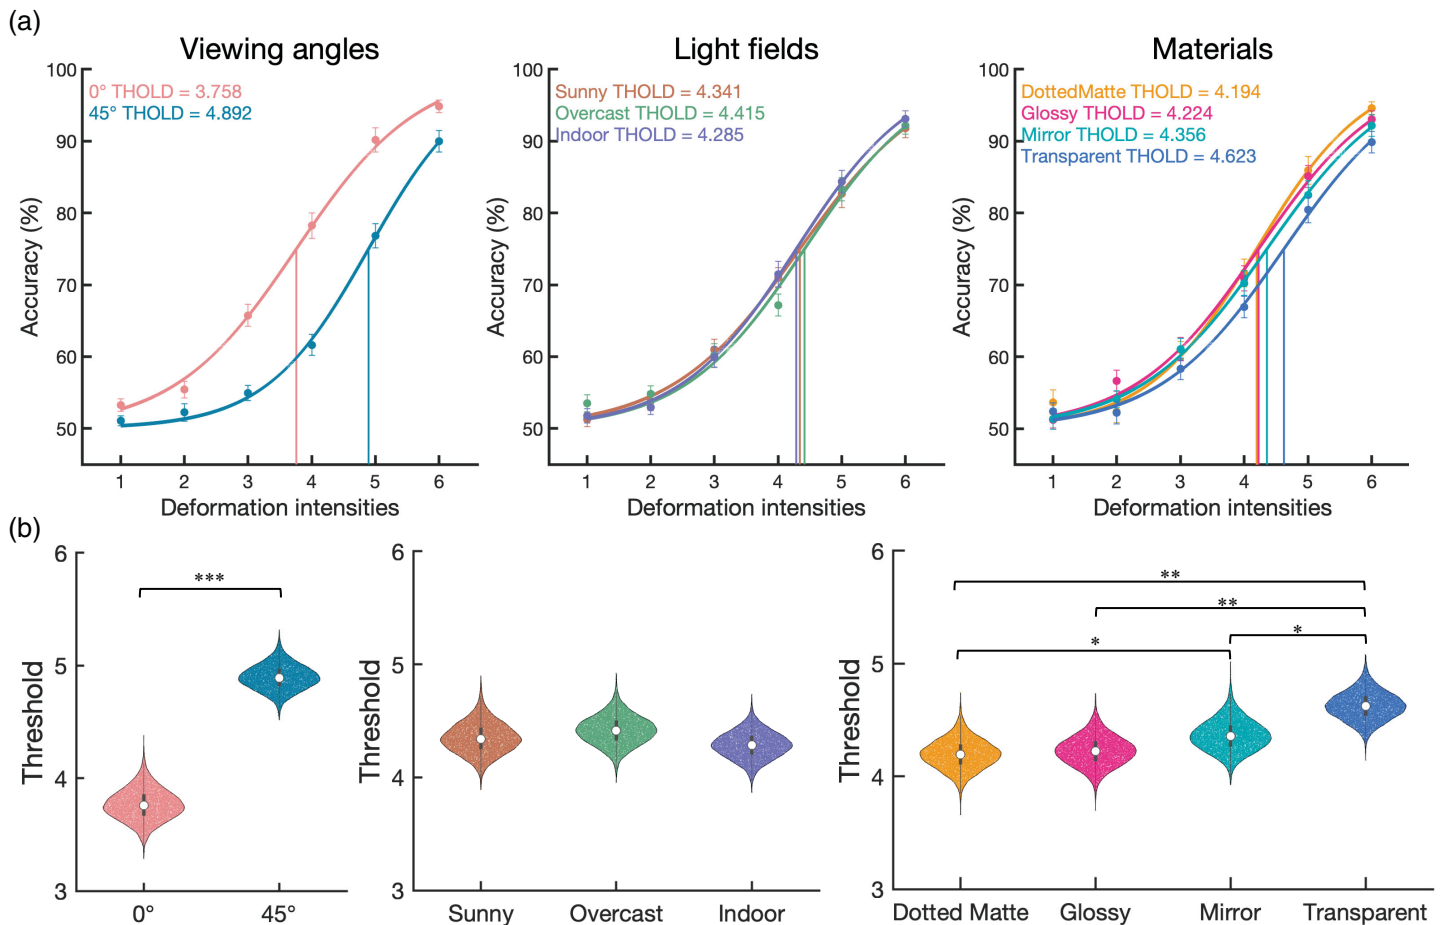 (a)
Viewing angles
Light fields
Materials
100
90
80
70
60
50
Accuracy (%)
0° THOLD = 3.758
45° THOLD = 4.892
1 2 3 4 5 6
Deformation intensities
100
90
80
70
60
50
Accuracy (%)
Sunny THOLD = 4.341
Overcast THOLD = 4.415
Indoor THOLD = 4.285
1 2 3 4 5 6
Deformation intensities
100
90
80
70
60
50
Accuracy (%)
DottedMatte THOLD = 4.194
Glossy THOLD = 4.224
Mirror THOLD = 4.356
Transparent THOLD = 4.623
1 2 3 4 5 6
Deformation intensities
(b)
6
5
4
3
Threshold
***
0° 45°
6
5
4
3
Threshold
Sunny Overcast Indoor
6
5
4
3
Threshold
**
**
*
*
Dotted Matte Glossy Mirror Transparent